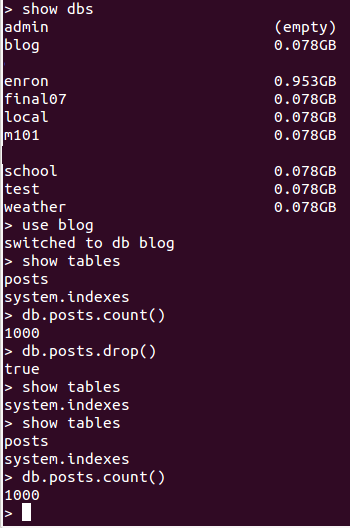 > show dbs
admin (empty)
blog 0.078GB
enron 0.953GB
final07 0.078GB
local 0.078GB
m101 0.078GB
school 0.078GB
test 0.078GB
weather 0.078GB
> use blog
switched to db blog
> show tables
posts
system.indexes
> db.posts.count()
1000
> db.posts.drop()
true
> show tables
system.indexes
> show tables
posts
system.indexes
> db.posts.count()
1000
>